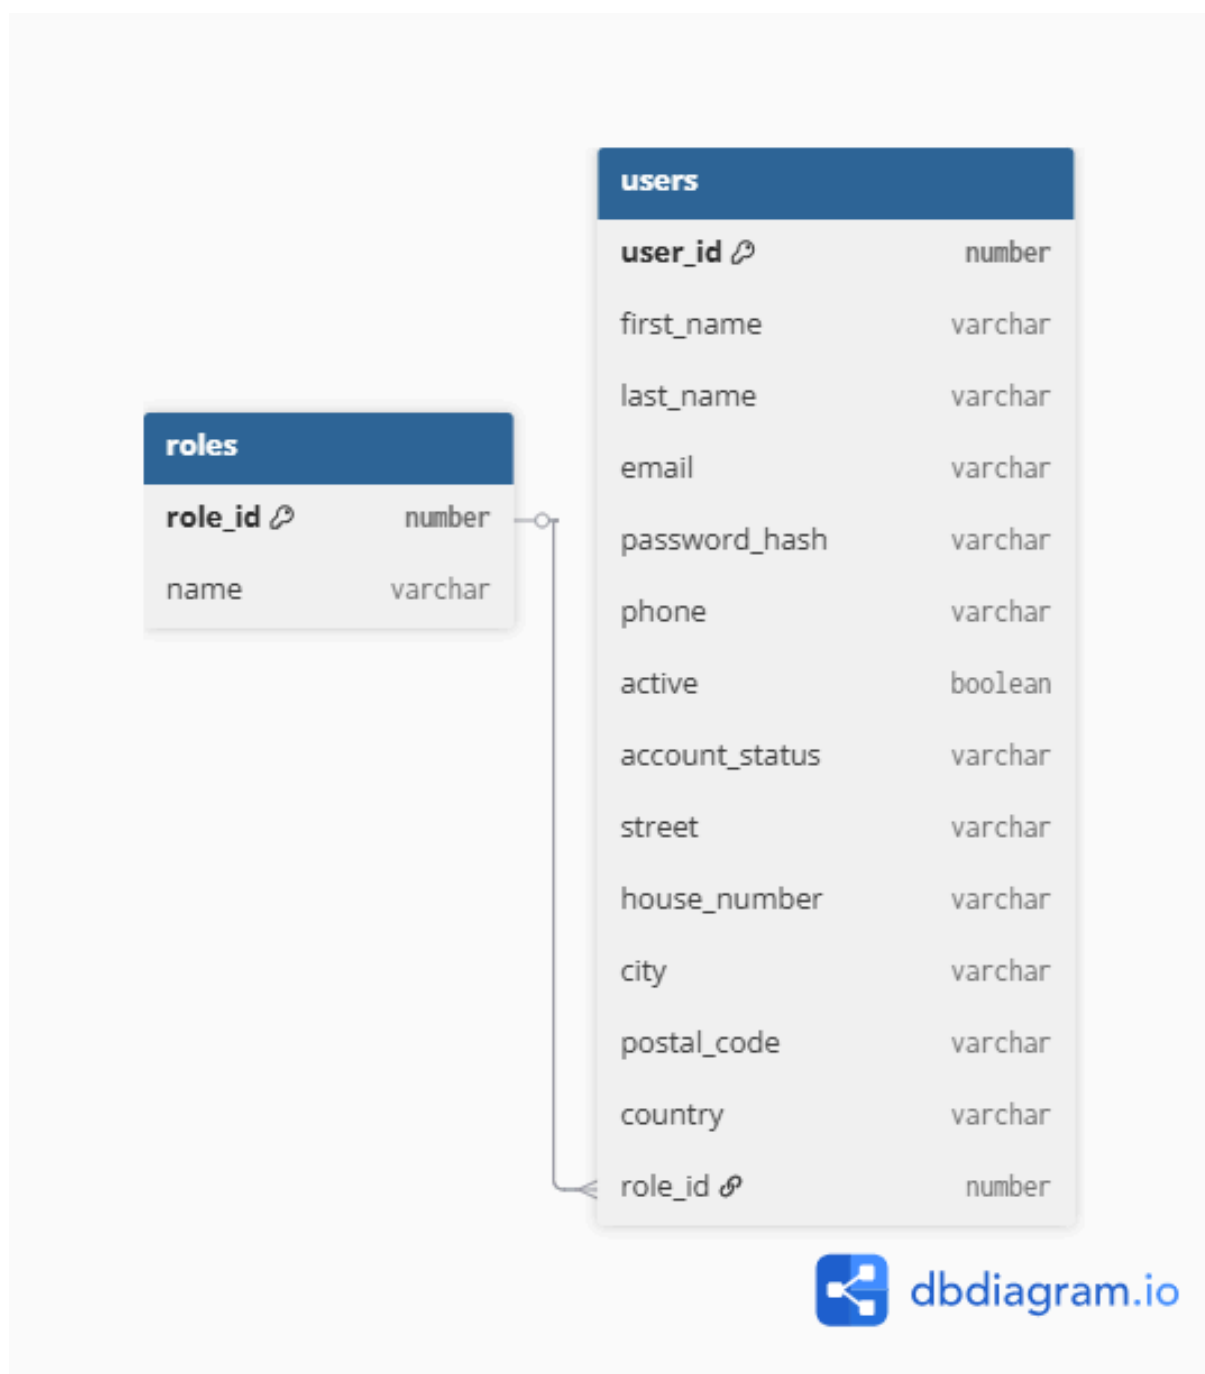 users
user_id number
first_name varchar
last_name varchar
email varchar
password_hash varchar
phone varchar
active boolean
account_status varchar
street varchar
house_number varchar
city varchar
postal_code varchar
country varchar
role_id number
roles
role_id number
name varchar
dbdiagram.io